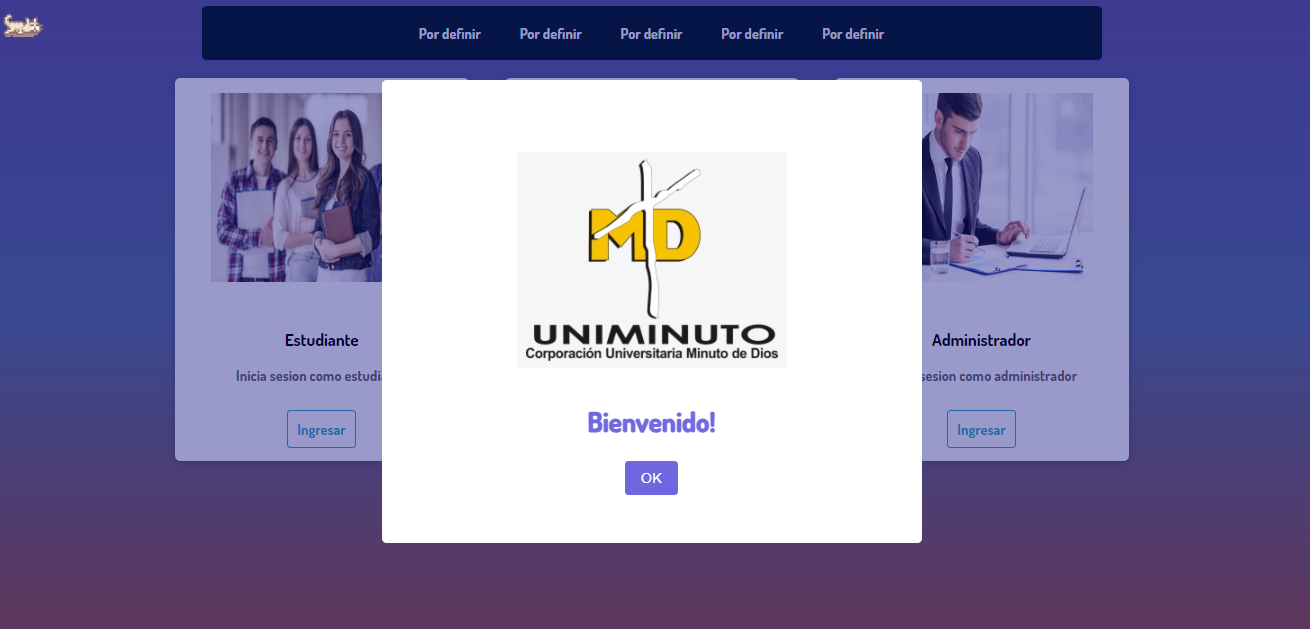 Por definir Por definir Por definir Por definir Por definir
MD
UNIMINUTO
Corporación Universitaria Minuto de Dios
Estudiante
Inicia sesion como estudia
Ingresar
Bienvenido!
OK
Administrador
sesion como administrador
Ingresar